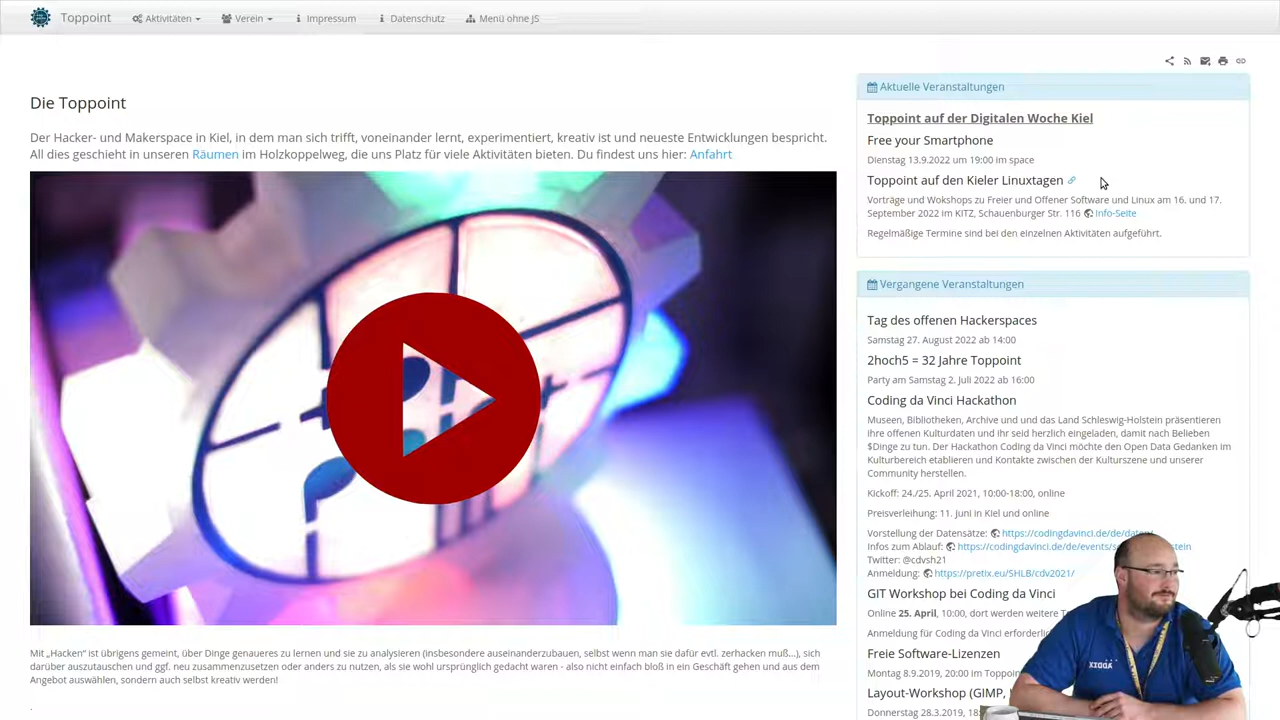 Toppoint
Aktivitäten
Verein
Impressum
Datenschutz
Menü ohne JS
Die Toppoint
Der Hacker- und Makerspace in Kiel, in dem man sich trifft, voneinander lernt, experimentiert, kreativ ist und neueste Entwicklungen bespricht.
All dies geschieht in unseren Räumen im Holzkoppelweg, die uns Platz für viele Aktivitäten bieten. Du findest uns hier: Anfahrt
Mit „Hacken“ ist übrigens gemeint, über Dinge genaueres zu lernen und sie zu analysieren (insbesondere auseinanderzubauen, selbst wenn man sie dafür evtl. zerhacken muß...), sich
darüber auszutauschen und ggf. neu zusammenzusetzen oder anders zu nutzen, als sie wohl ursprünglich gedacht waren - also nicht einfach bloß in ein Geschäft gehen und aus dem
Angebot auswählen, sondern auch selbst kreativ werden!
.
Aktuelle Veranstaltungen
Toppoint auf der Digitalen Woche Kiel
Free your Smartphone
Dienstag 13.9.2022 um 19:00 im space
Toppoint auf den Kieler Linuxtagen
Vorträge und Wokshops zu Freier und Offener Software und Linux am 16. und 17.
September 2022 im KITZ, Schauenburger Str. 116 Info-Seite
Regelmäßige Termine sind bei den einzelnen Aktivitäten aufgeführt.
Vergangene Veranstaltungen
Tag des offenen Hackerspaces
Samstag 27. August 2022 ab 14:00
2hoch5 = 32 Jahre Toppoint
Party am Samstag 2. Juli 2022 ab 16:00
Coding da Vinci Hackathon
Museen, Bibliotheken, Archive und und das Land Schleswig-Holstein präsentieren
ihre offenen Kulturdaten und ihr seid herzlich eingeladen, damit nach Belieben
$Dinge zu tun. Der Hackathon Coding da Vinci möchte den Open Data Gedanken im
Kulturbereich etablieren und Kontakte zwischen der Kulturszene und unserer
Community herstellen.
Kickoff: 24./25. April 2021, 10:00-18:00, online
Preisverleihung: 11. Juni in Kiel und online
Vorstellung der Datensätze: https://codingdavinci.de/de/daten
Infos zum Ablauf: https://codingdavinci.de/de/events/s
Twitter: @cdvsh21
Anmeldung: https://pretix.eu/SHLB/cdv2021/
GIT Workshop bei Coding da Vinci
Online 25. April, 10:00, dort werden weitere
Anmeldung für Coding da Vinci erforderlich
Freie Software-Lizenzen
Montag 8.9.2019, 20:00 im Toppoint
Layout-Workshop (GIMP,
Donnerstag 28.3.2019,